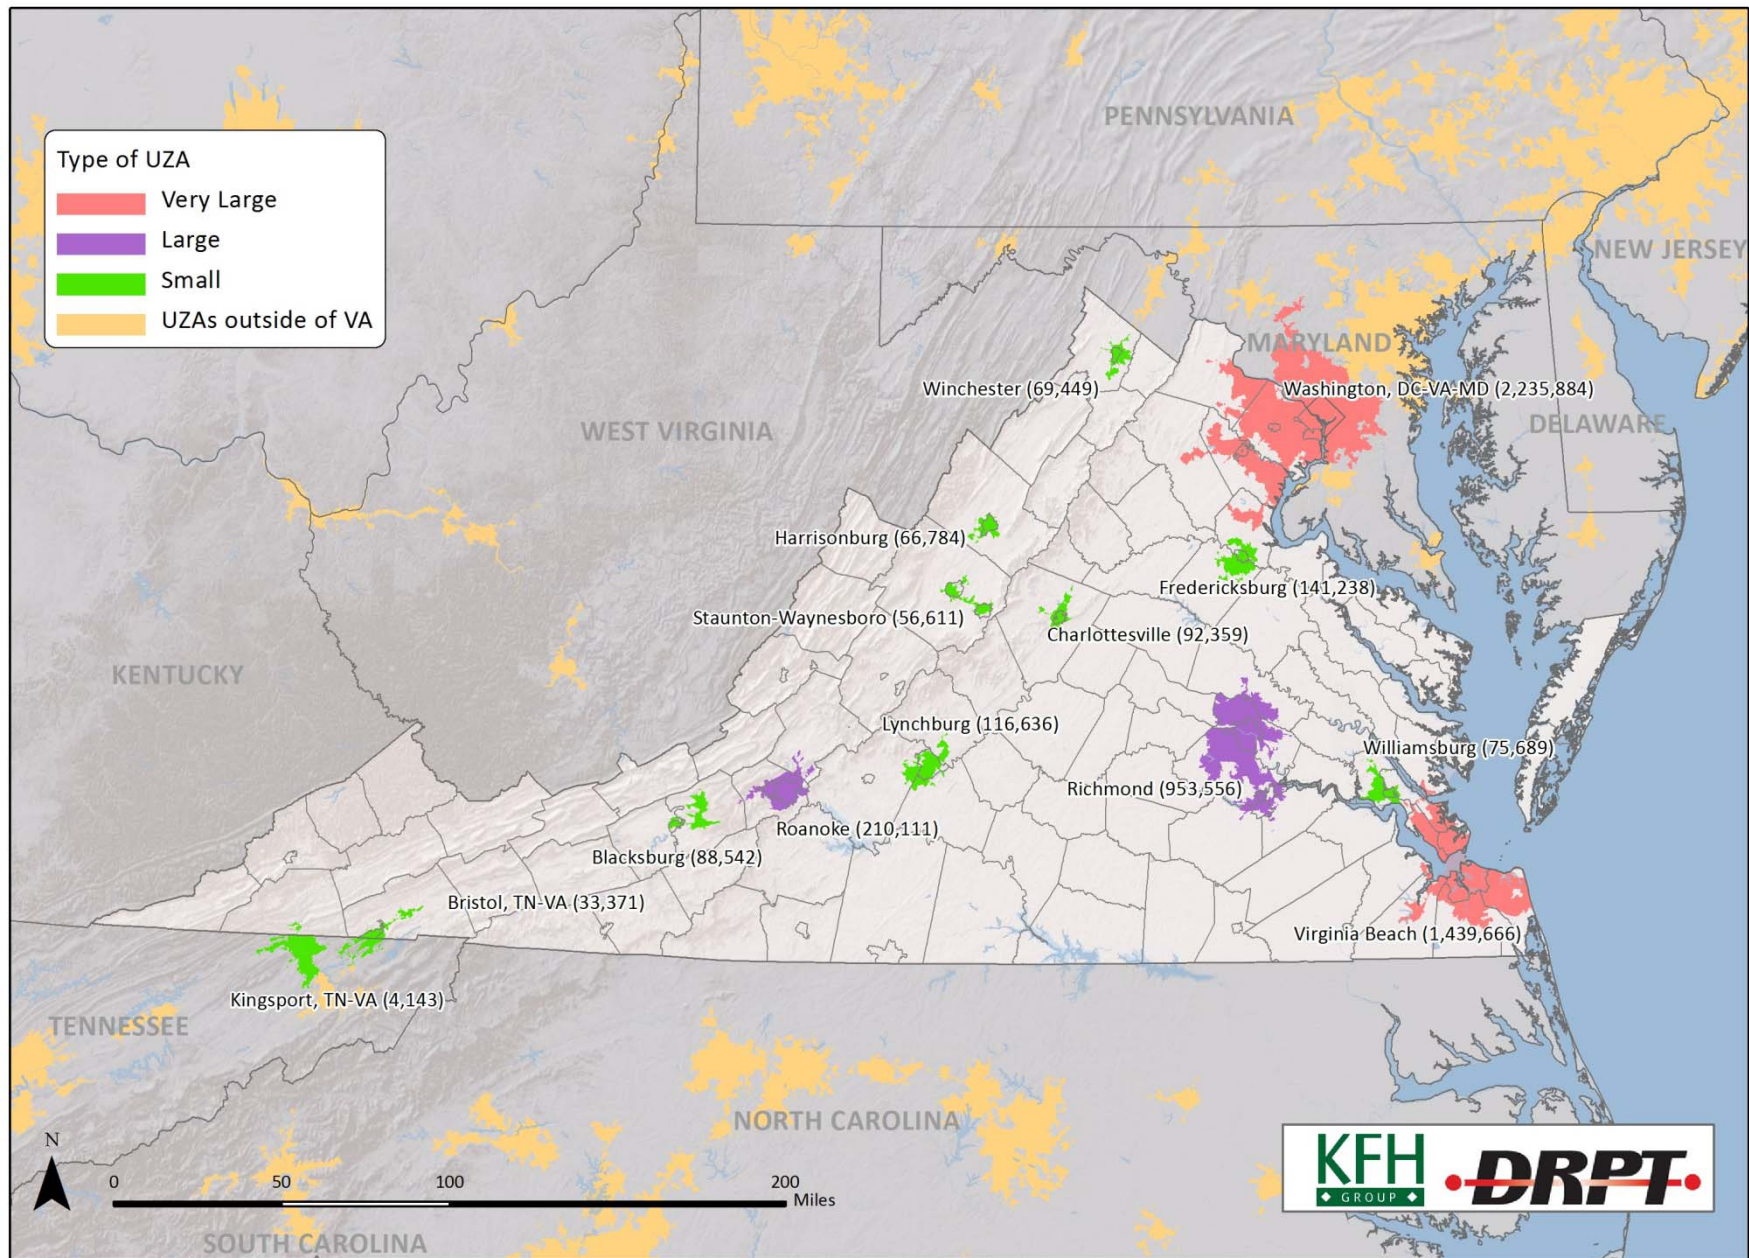 PENNSYLVANIA
Type of UZA
Very Large
Large
Small
UZAs outside of VA
NEW JERSEY
MARYLAND
Winchester (69,449)
Washington, DC-VA-MD (2,235,884)
WEST VIRGINIA
DELAWARE
Harrisonburg (66,784)
Fredericksburg (141,238)
Staunton-Waynesboro (56,611)
Charlottesville (92,359)
KENTUCKY
Lynchburg (116,636)
Williamsburg (75,689)
Richmond (953,556)
Roanoke (210,111)
Blacksburg (88,542)
Bristol, TN-VA (33,371)
Virginia Beach (1,439,666)
Kingsport, TN-VA (4,143)
TENNESSEE
NORTH CAROLINA
N
0 50 100 200
Miles
KFH
GROUP
DRPT
SOUTH CAROLINA